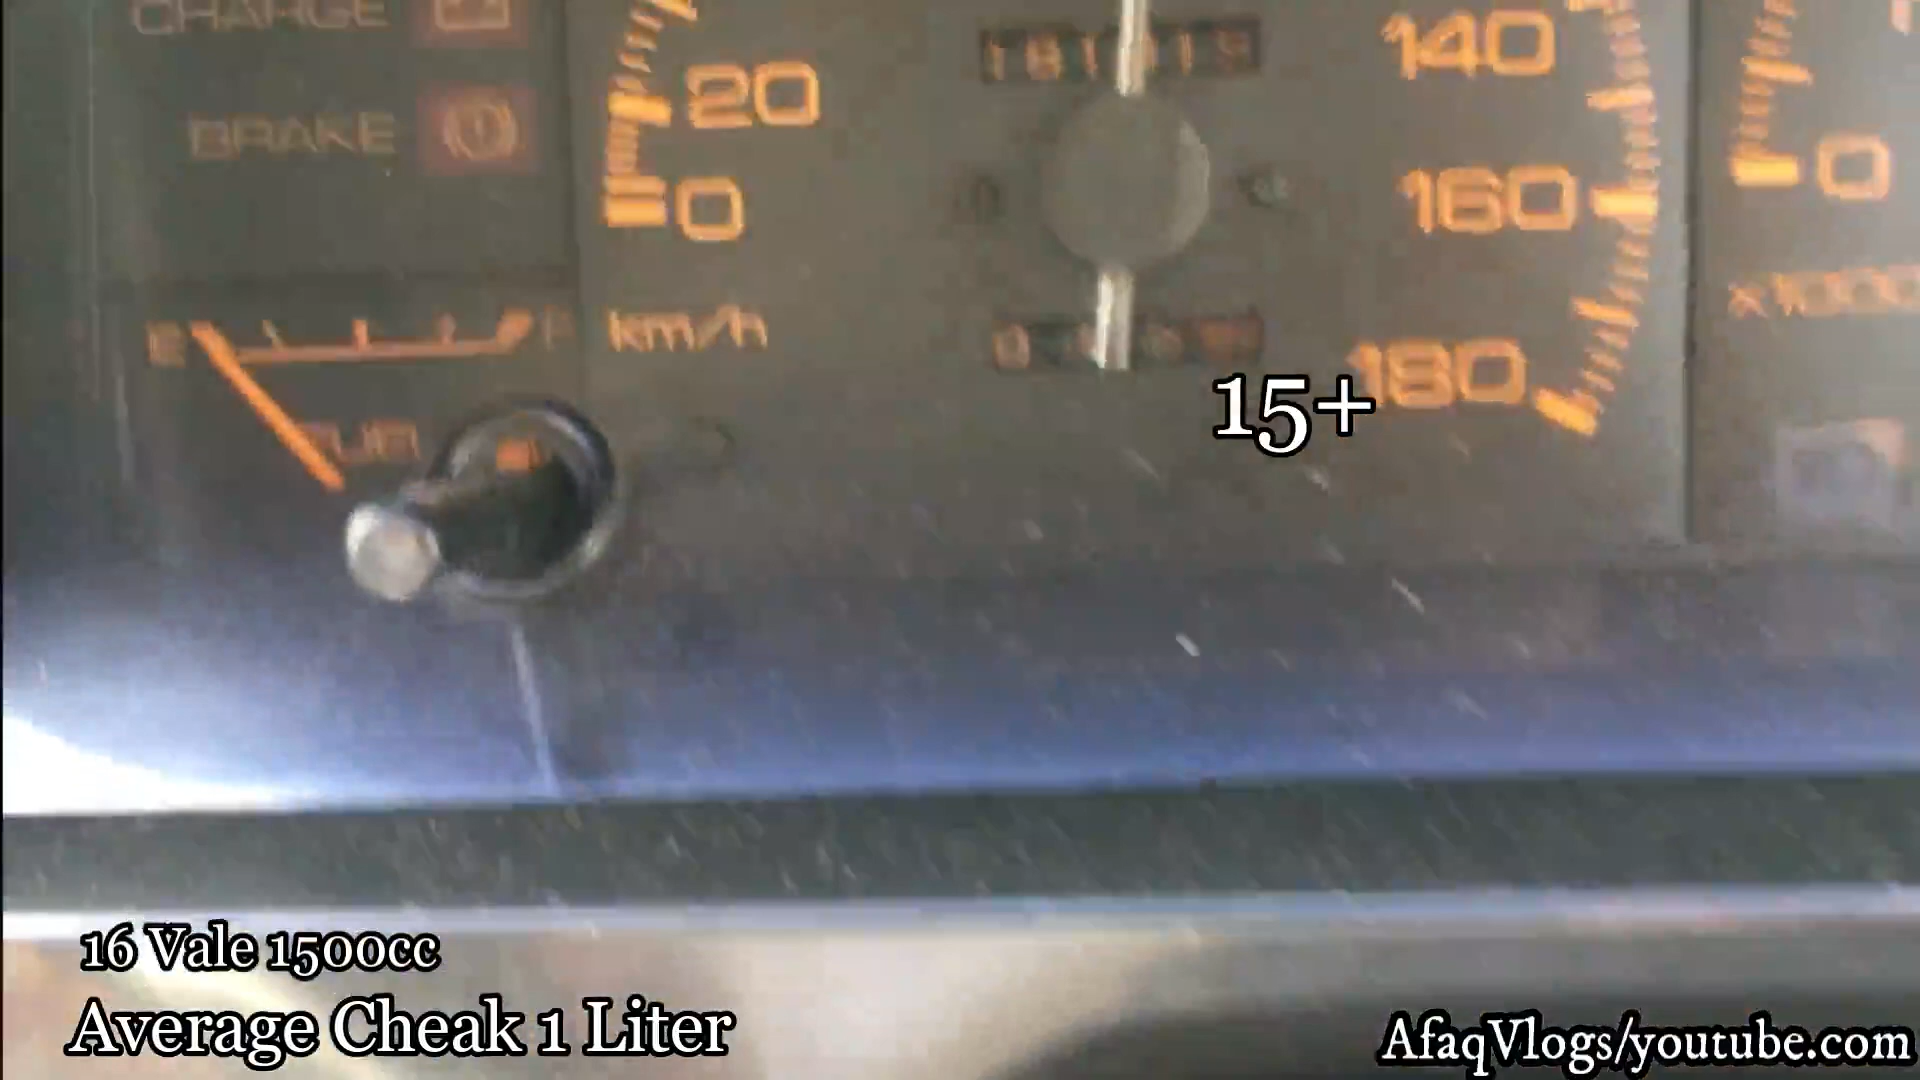 CHARGE
BRAKE
20
0
km/h
E
F
140
160
180
0
x1000
15+
16 Vale 1500cc
Average Cheak 1 Liter
AfaqVlogs/youtube.com